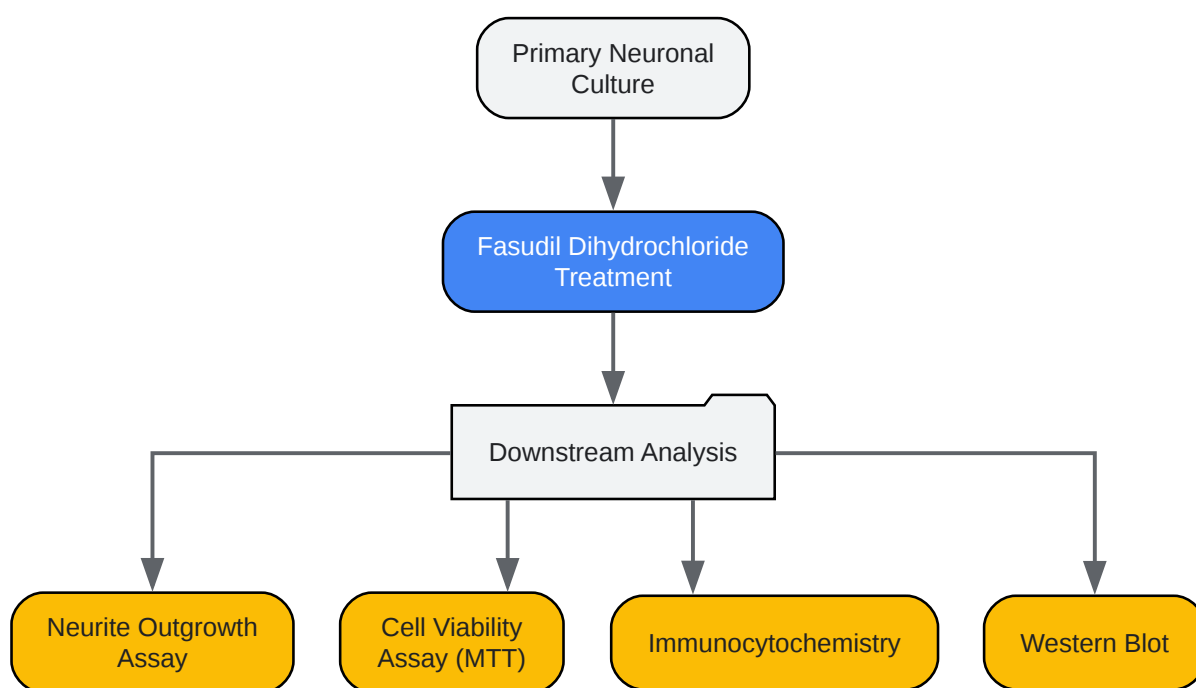 Primary Neuronal
Culture
Fasudil Dihydrochloride
Treatment
Downstream Analysis
Neurite Outgrowth
Assay
Cell Viability
Assay (MTT)
Immunocytochemistry
Western Blot